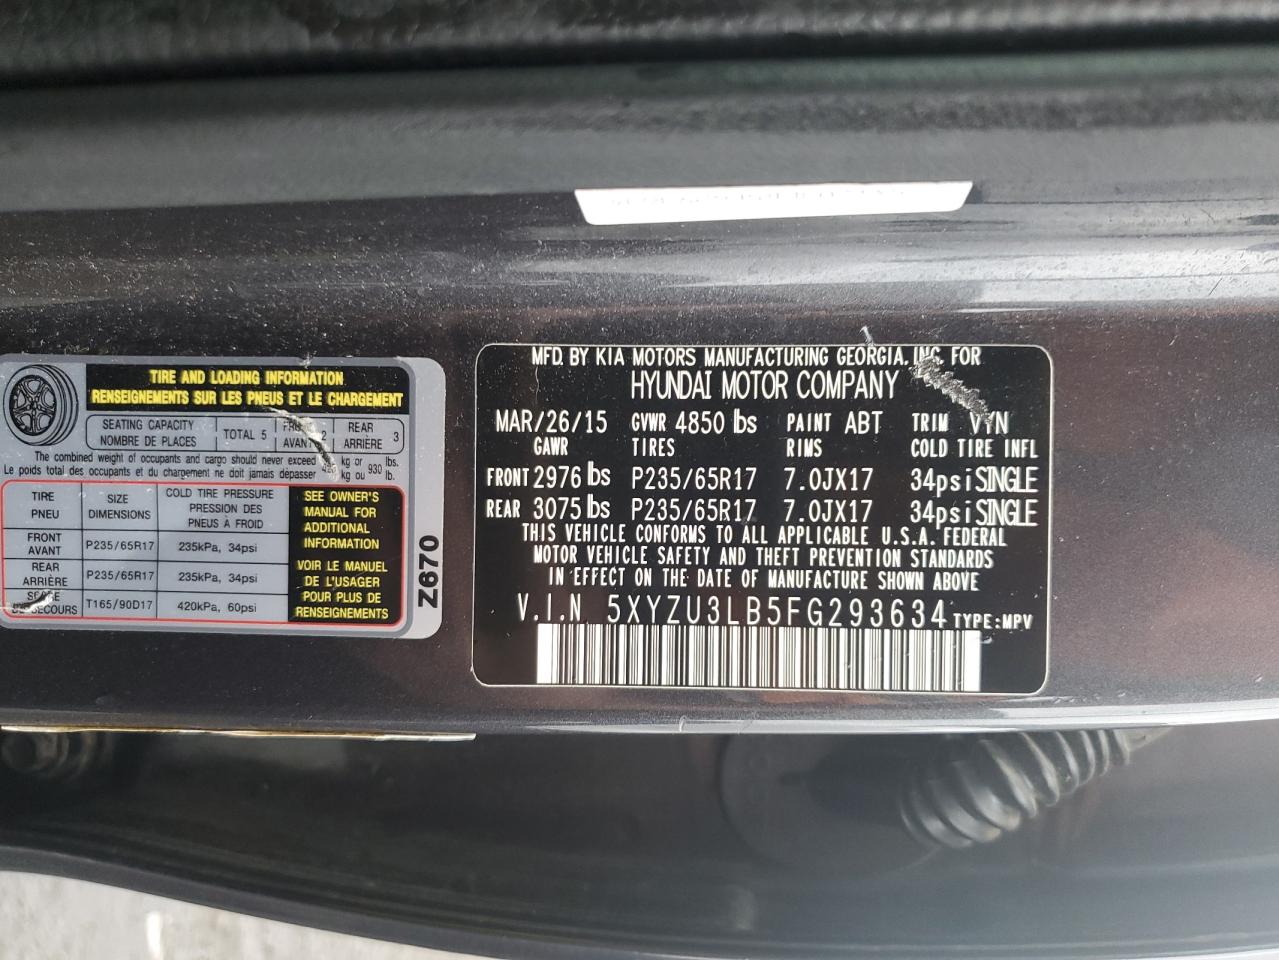 TIRE AND LOADING INFORMATION
RENSEIGNEMENTS SUR LES PNEUS ET LE CHARGEMENT
SEATING CAPACITY
NOMBRE DE PLACES
TOTAL 5
AVANT 2
REAR
ARRIÈRE 3
The combined weight of occupants and cargo should never exceed kg or lbs.
Le poids total des occupants et du chargement ne doit jamais dépasser kg ou 930 lb.
TIRE
PNEU
SIZE
DIMENSIONS
COLD TIRE PRESSURE
PRESSION DES
PNEUS À FROID
FRONT
AVANT
P235/65R17
235kPa, 34psi
REAR
ARRIÈRE
P235/65R17
235kPa, 34psi
SECOURS
T165/90D17
420kPa, 60psi
SEE OWNER'S
MANUAL FOR
ADDITIONAL
INFORMATION
VOIR LE MANUEL
DE L'USAGER
POUR PLUS DE
RENSEIGNEMENTS
Z670
MFD. BY KIA MOTORS MANUFACTURING GEORGIA, INC. FOR
HYUNDAI MOTOR COMPANY
MAR/26/15 GVWR 4850 lbs PAINT ABT TRIM VYN
GAWR TIRES RIMS COLD TIRE INFL
FRONT 2976 lbs P235/65R17 7.0JX17 34psi SINGLE
REAR 3075 lbs P235/65R17 7.0JX17 34psi SINGLE
THIS VEHICLE CONFORMS TO ALL APPLICABLE U.S.A. FEDERAL
MOTOR VEHICLE SAFETY AND THEFT PREVENTION STANDARDS
IN EFFECT ON THE DATE OF MANUFACTURE SHOWN ABOVE
V.I.N 5XYZU3LB5FG293634 TYPE:MPV